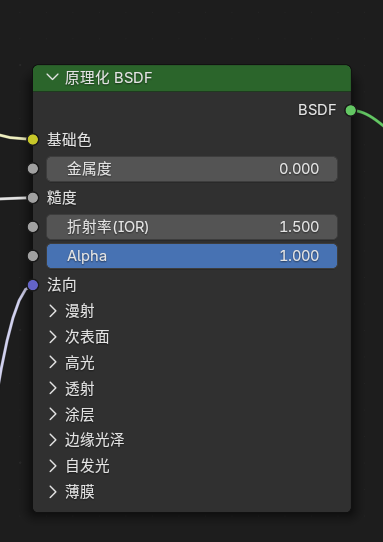 原理化 BSDF
BSDF
基础色
金属度 0.000
糙度
折射率(IOR) 1.500
Alpha 1.000
法向
漫射
次表面
高光
透射
涂层
边缘光泽
自发光
薄膜